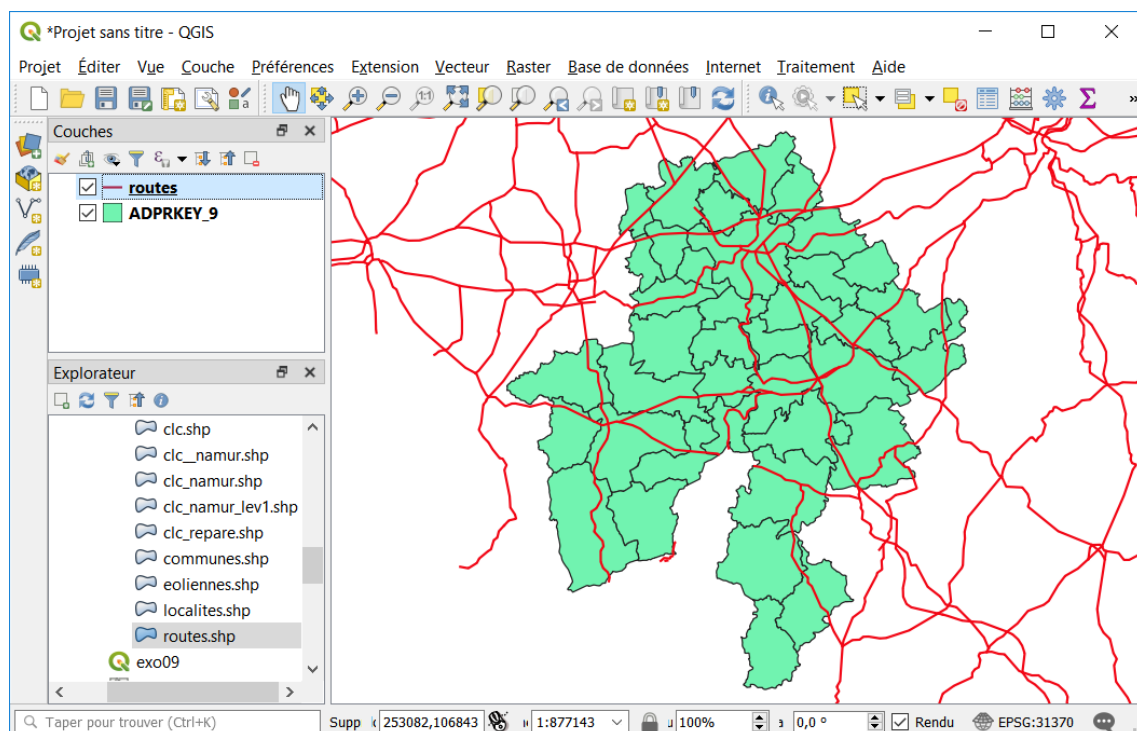 *Projet sans titre - QGIS
Projet Éditer Vue Couche Préférences Extension Vecteur Raster Base de données Internet Traitement Aide
1:1
a
Σ
»
Couches
ε
routes
ADPRKEY_9
Explorateur
clc.shp
clc__namur.shp
clc_namur.shp
clc_namur_lev1.shp
clc_repare.shp
communes.shp
eoliennes.shp
localites.shp
routes.shp
exo09
Taper pour trouver (Ctrl+K) Supp 253082,106843 1:877143 100% 0,0 ° Rendu EPSG:31370